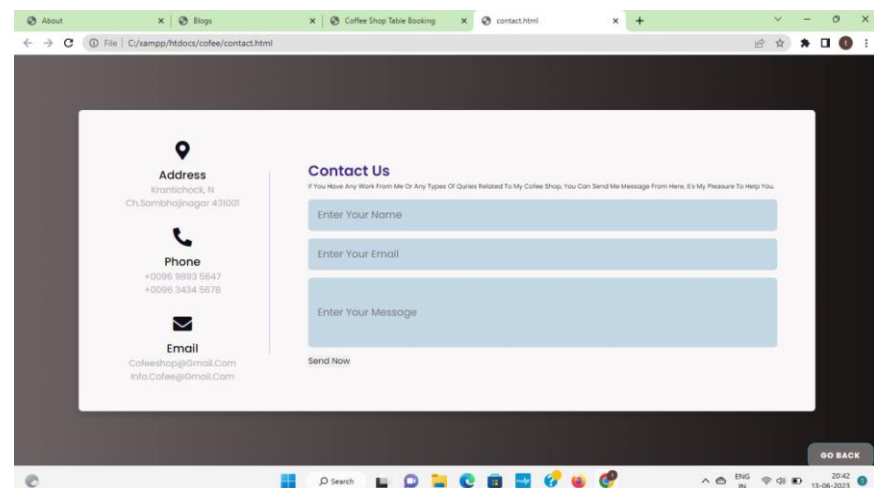 About
Blogs
Coffee Shop Table Booking
contact.html
File C:/xampp/htdocs/cofee/contact.html
Address
Krantichock, N
Ch.Sambhajinagar 431001
Phone
+0096 9893 5647
+0096 3434 5678
Email
Cofeeshop@Gmail.Com
Info.Cofee@Gmail.Com
Contact Us
If You Have Any Work From Me Or Any Types Of Quries Related To My Cofee Shop, You Can Send Me Message From Here. It's My Pleasure To Help You.
Enter Your Name
Enter Your Email
Enter Your Message
Send Now
GO BACK
Search
ENG
IN
20:42
13-06-2023